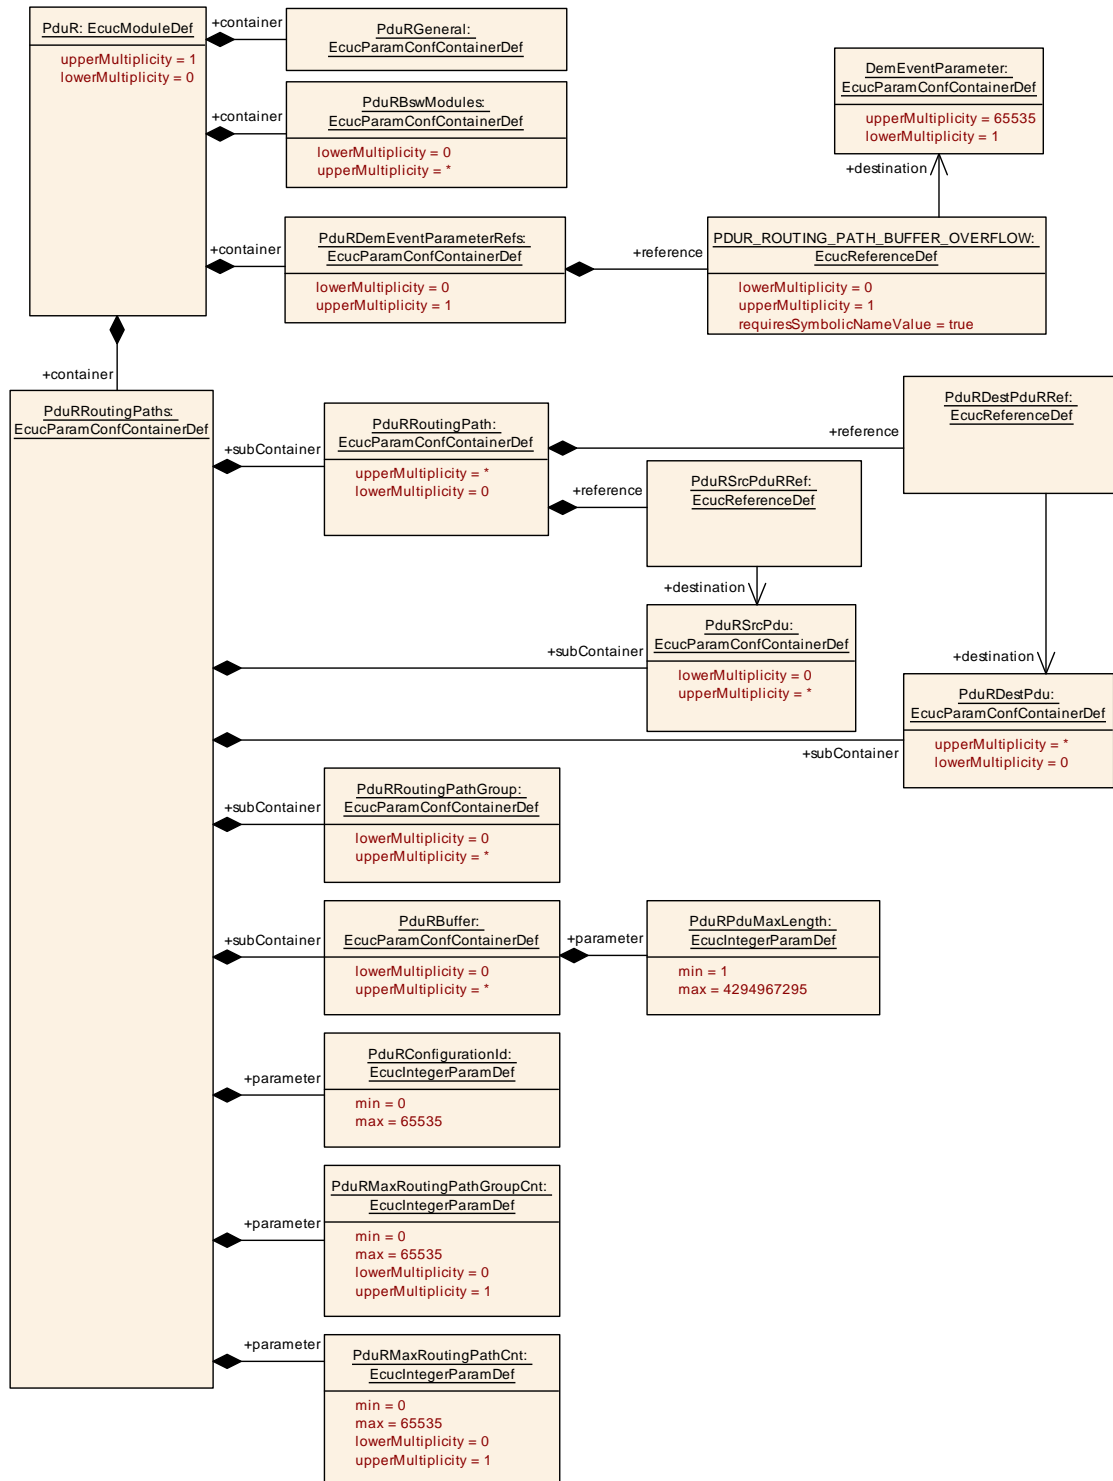 PduR: EcucModuleDef
upperMultiplicity = 1
lowerMultiplicity = 0
+container
PduRGeneral:
EcucParamConfContainerDef
+container
PduRBswModules:
EcucParamConfContainerDef
lowerMultiplicity = 0
upperMultiplicity = *
DemEventParameter:
EcucParamConfContainerDef
upperMultiplicity = 65535
lowerMultiplicity = 1
+destination
+container
PduRDemEventParameterRefs:
EcucParamConfContainerDef
lowerMultiplicity = 0
upperMultiplicity = 1
+reference
PDUR_ROUTING_PATH_BUFFER_OVERFLOW:
EcucReferenceDef
lowerMultiplicity = 0
upperMultiplicity = 1
requiresSymbolicNameValue = true
+container
PduRRoutingPaths:
EcucParamConfContainerDef
+subContainer
PduRRoutingPath:
EcucParamConfContainerDef
upperMultiplicity = *
lowerMultiplicity = 0
+reference
PduRDestPduRRef:
EcucReferenceDef
+reference
PduRSrcPduRRef:
EcucReferenceDef
+destination
+subContainer
PduRSrcPdu:
EcucParamConfContainerDef
lowerMultiplicity = 0
upperMultiplicity = *
+destination
+subContainer
PduRDestPdu:
EcucParamConfContainerDef
upperMultiplicity = *
lowerMultiplicity = 0
+subContainer
PduRRoutingPathGroup:
EcucParamConfContainerDef
lowerMultiplicity = 0
upperMultiplicity = *
+subContainer
PduRBuffer:
EcucParamConfContainerDef
lowerMultiplicity = 0
upperMultiplicity = *
+parameter
PduRPduMaxLength:
EcucIntegerParamDef
min = 1
max = 4294967295
+parameter
PduRConfigurationId:
EcucIntegerParamDef
min = 0
max = 65535
+parameter
PduRMaxRoutingPathGroupCnt:
EcucIntegerParamDef
min = 0
max = 65535
lowerMultiplicity = 0
upperMultiplicity = 1
+parameter
PduRMaxRoutingPathCnt:
EcucIntegerParamDef
min = 0
max = 65535
lowerMultiplicity = 0
upperMultiplicity = 1